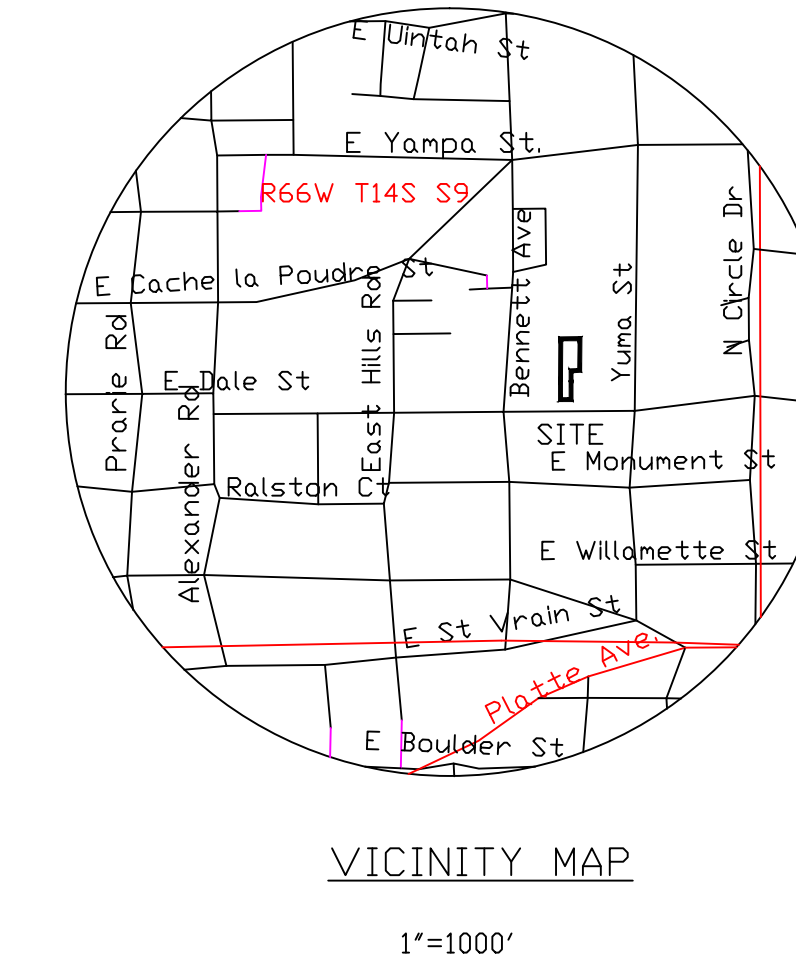 E Uintah St
E Yampa St.
R66W T14S S9
N Circle Dr
Bennett Ave
E Cache la Poudre St
Yuma St
East Hills Rd
Prarie Rd
E Dale St
Alexander Rd
SITE
E Monument St
Ralston Ct
E Willamette St
E St Vrain St
Platte Ave.
E Boulder St
VICINITY MAP
1"=1000'